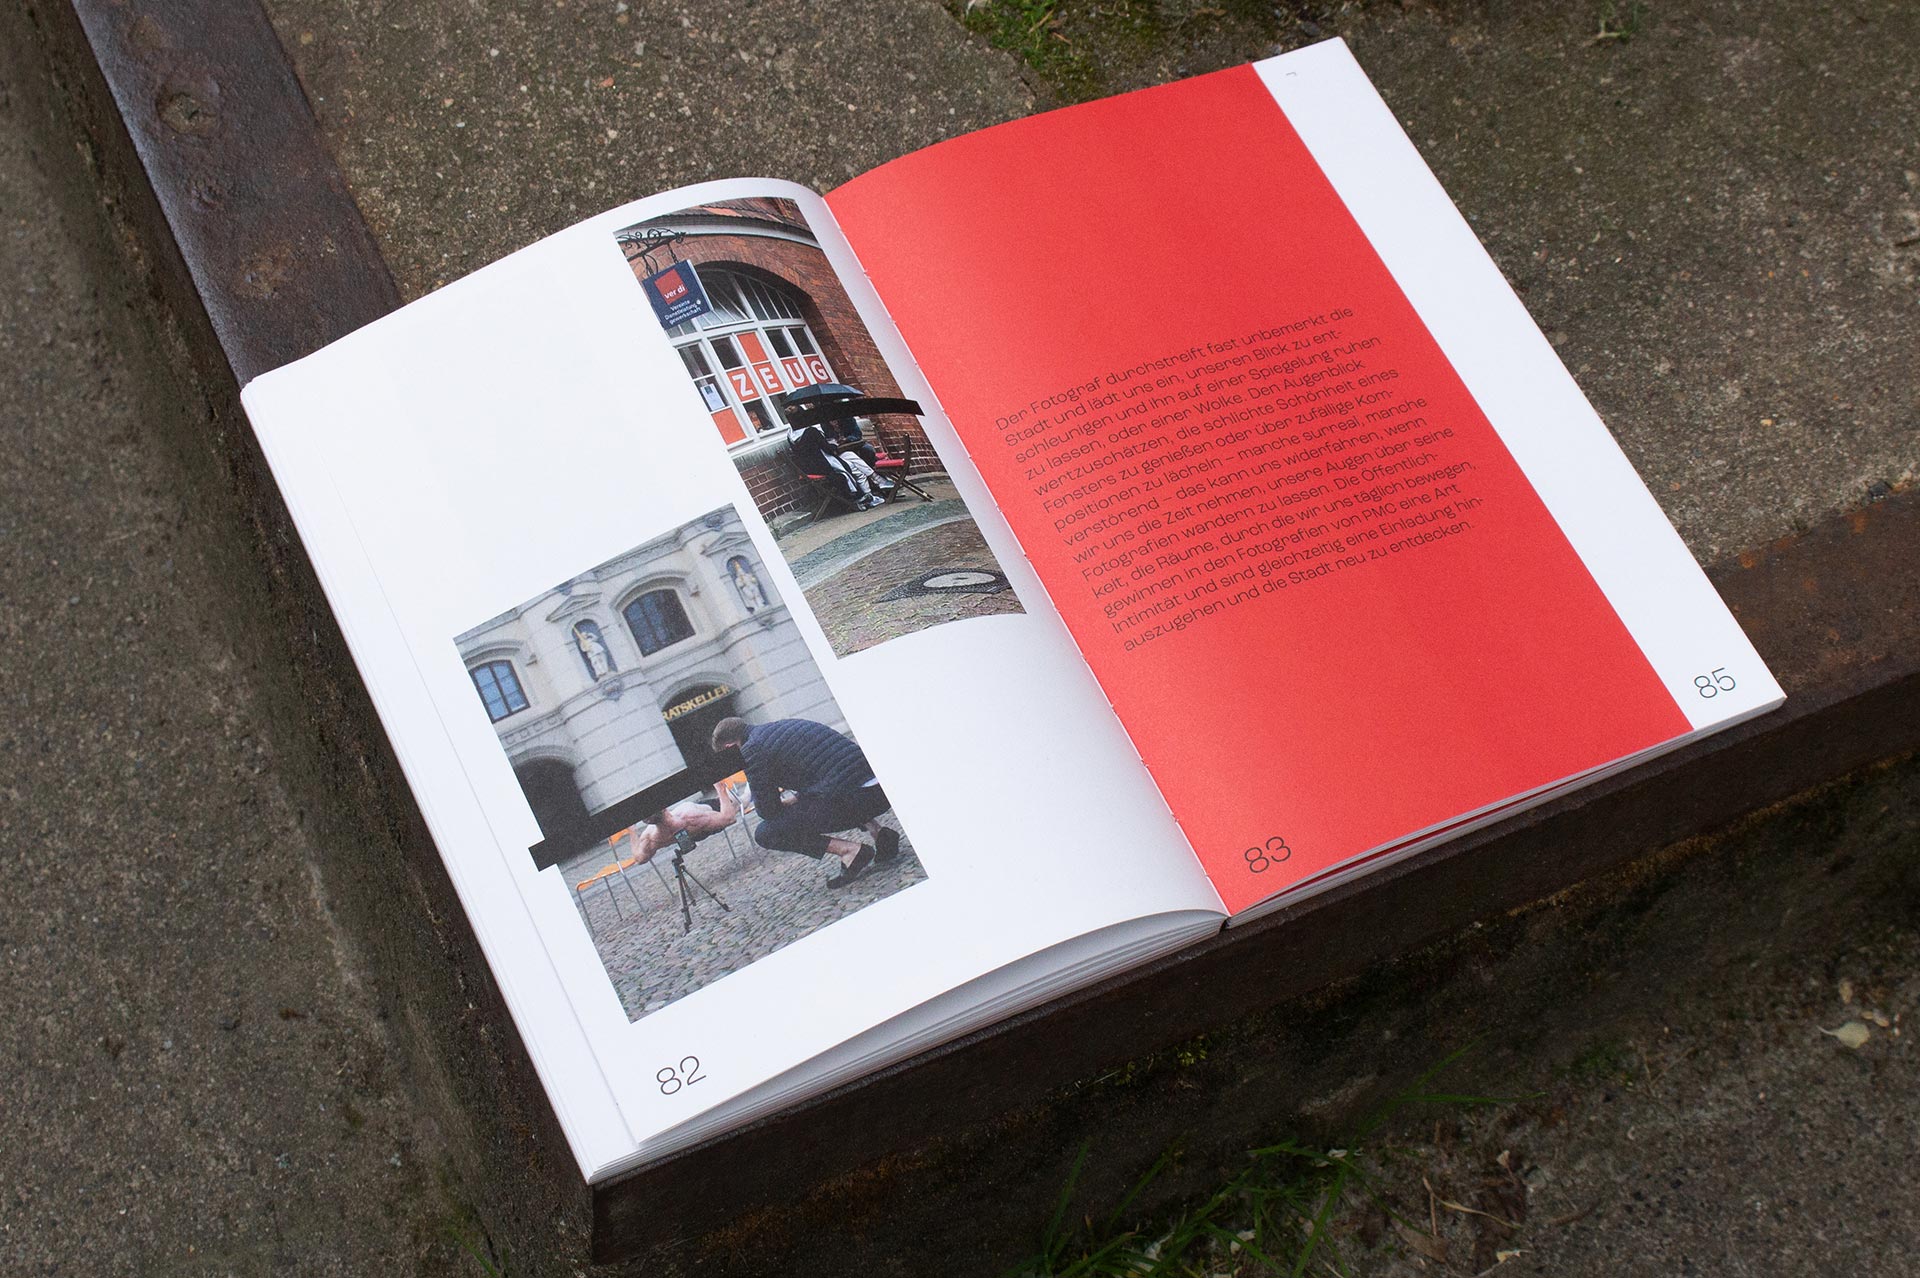 ver di
Vereinte
Dienstleistungs
gewerkschaft
ZEUG
RATSKELLER
82
Der Fotograf durchstreift fast unbemerkt die
Stadt und lädt uns ein, unseren Blick zu ent-
schleunigen und ihn auf einer Spiegelung ruhen
zu lassen, oder einer Wolke. Den Augenblick
wertzuschätzen, die schlichte Schönheit eines
Fensters zu genießen oder über zufällige Kom-
positionen zu lächeln – manche surreal, manche
verstörend – das kann uns widerfahren, wenn
wir uns die Zeit nehmen, unsere Augen über seine
Fotografien wandern zu lassen. Die Öffentlich-
keit, die Räume, durch die wir uns täglich bewegen,
gewinnen in den Fotografien von PMC eine Art
Intimität und sind gleichzeitig eine Einladung hin-
auszugehen und die Stadt neu zu entdecken.
83
85